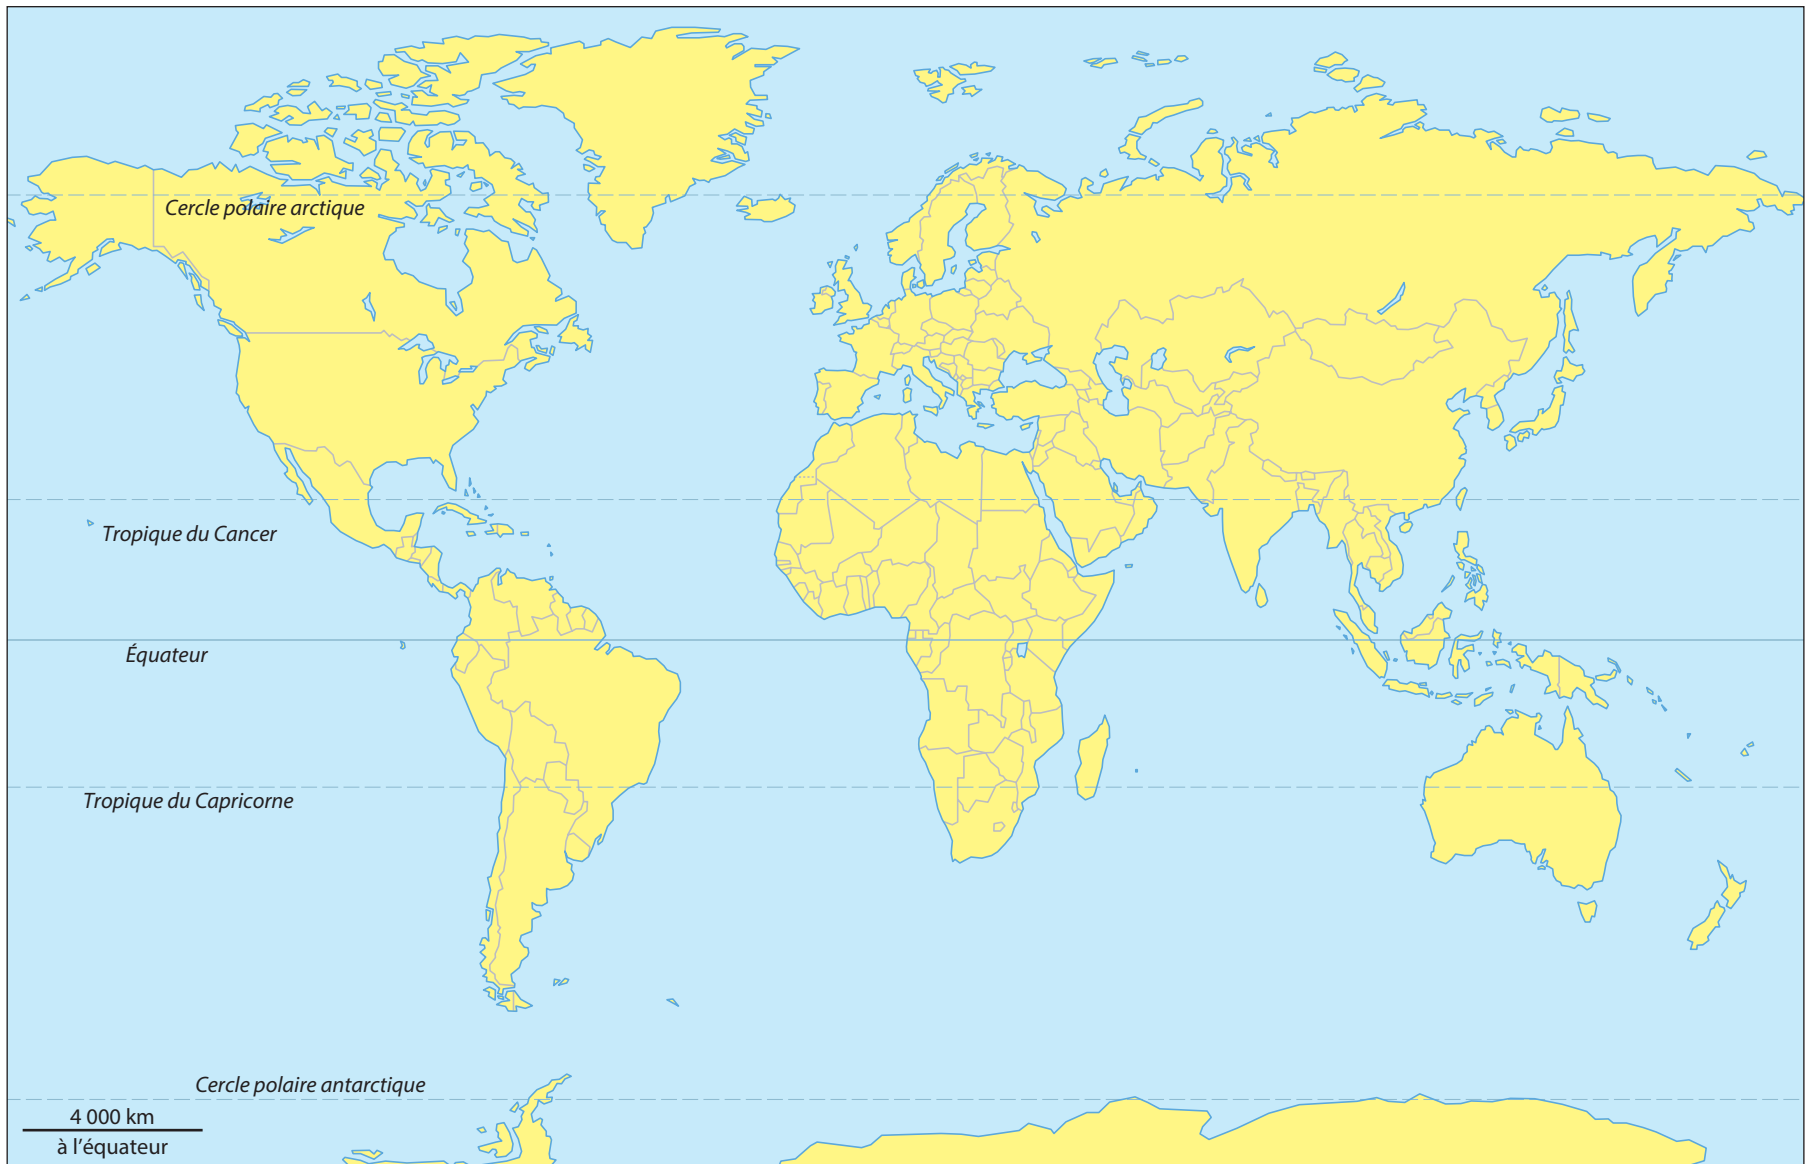 Cercle polaire arctique
Tropique du Cancer
Équateur
Tropique du Capricorne
Cercle polaire antarctique
4 000 km
à l'équateur